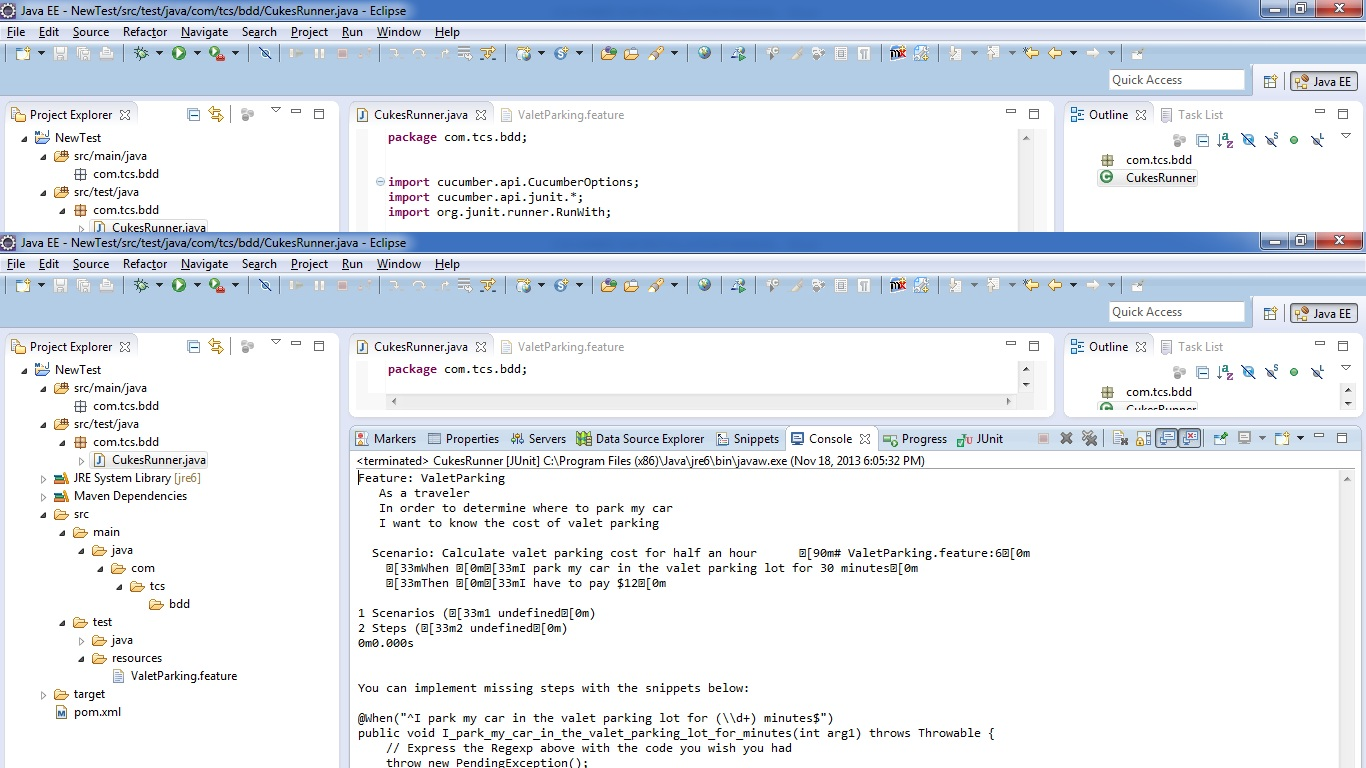 Java EE - NewTest/src/test/java/com/tcs/bdd/CukesRunner.java - Eclipse
File Edit Source Refactor Navigate Search Project Run Window Help
Quick Access
Java EE
Project Explorer
NewTest
src/main/java
com.tcs.bdd
src/test/java
com.tcs.bdd
CukesRunner.java
CukesRunner.java ValetParking.feature
package com.tcs.bdd;
import cucumber.api.CucumberOptions;
import cucumber.api.junit.*;
import org.junit.runner.RunWith;
Outline Task List
com.tcs.bdd
CukesRunner
Java EE - NewTest/src/test/java/com/tcs/bdd/CukesRunner.java - Eclipse
File Edit Source Refactor Navigate Search Project Run Window Help
Quick Access
Java EE
Project Explorer
NewTest
src/main/java
com.tcs.bdd
src/test/java
com.tcs.bdd
CukesRunner.java
JRE System Library [jre6]
Maven Dependencies
src
main
java
com
tcs
bdd
test
java
resources
ValetParking.feature
target
pom.xml
CukesRunner.java ValetParking.feature
package com.tcs.bdd;
Outline Task List
com.tcs.bdd
CukesRunner
Markers Properties Servers Data Source Explorer Snippets Console Progress JUnit
<terminated> CukesRunner [JUnit] C:\Program Files (x86)\Java\jre6\bin\javaw.exe (Nov 18, 2013 6:05:32 PM)
Feature: ValetParking
As a traveler
In order to determine where to park my car
I want to know the cost of valet parking
Scenario: Calculate valet parking cost for half an hour [90m# ValetParking.feature:6[0m
[33mWhen [0m[33mI park my car in the valet parking lot for 30 minutes[0m
[33mThen [0m[33mI have to pay $12[0m
1 Scenarios ([33m1 undefined[0m)
2 Steps ([33m2 undefined[0m)
0m0.000s
You can implement missing steps with the snippets below:
@When("^I park my car in the valet parking lot for (\\d+) minutes$")
public void I_park_my_car_in_the_valet_parking_lot_for_minutes(int arg1) throws Throwable {
// Express the Regexp above with the code you wish you had
throw new PendingException();